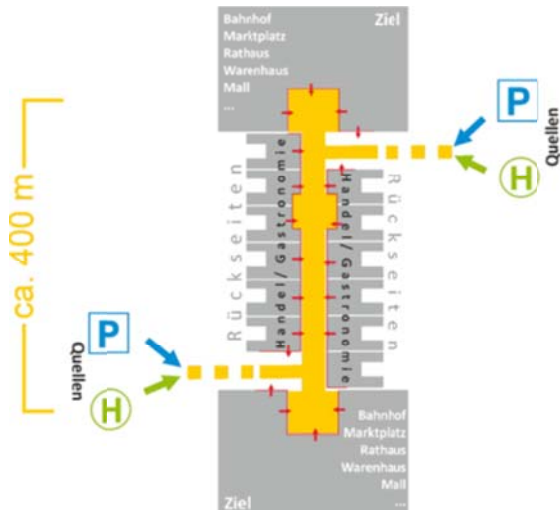 Bahnhof
Marktplatz
Rathaus
Warenhaus
Mall
...
Ziel
P
H
Quellen
ca. 400 m
Rückseiten
Handel/Gastronomie
Handel/Gastronomie
Rückseiten
P
H
Quellen
Bahnhof
Marktplatz
Rathaus
Warenhaus
Mall
...
Ziel